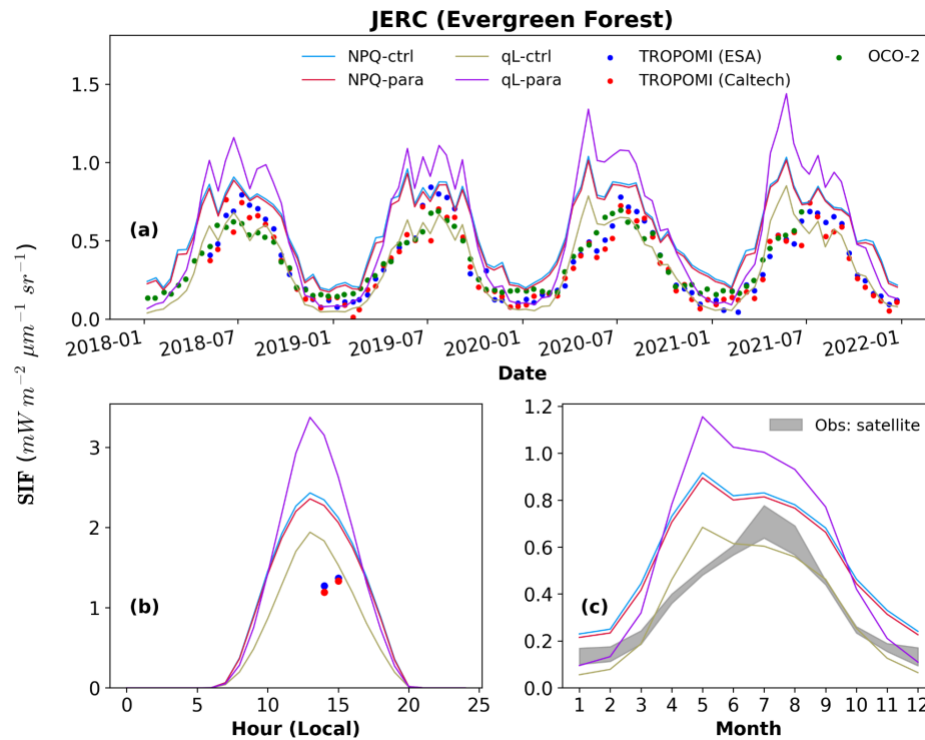 JERC (Evergreen Forest)
NPQ-ctrl qL-ctrl TROPOMI (ESA) OCO-2
NPQ-para qL-para TROPOMI (Caltech)
1.5
1.0
0.5
0.0
(a)
2018-01 2018-07 2019-01 2019-07 2020-01 2020-07 2021-01 2021-07 2022-01
Date
SIF (mW m⁻² μm⁻¹ sr⁻¹)
3
2
1
0
(b)
0 5 10 15 20 25
Hour (Local)
1.2
1.0
0.8
0.6
0.4
0.2
0.0
Obs: satellite
(c)
1 2 3 4 5 6 7 8 9 10 11 12
Month